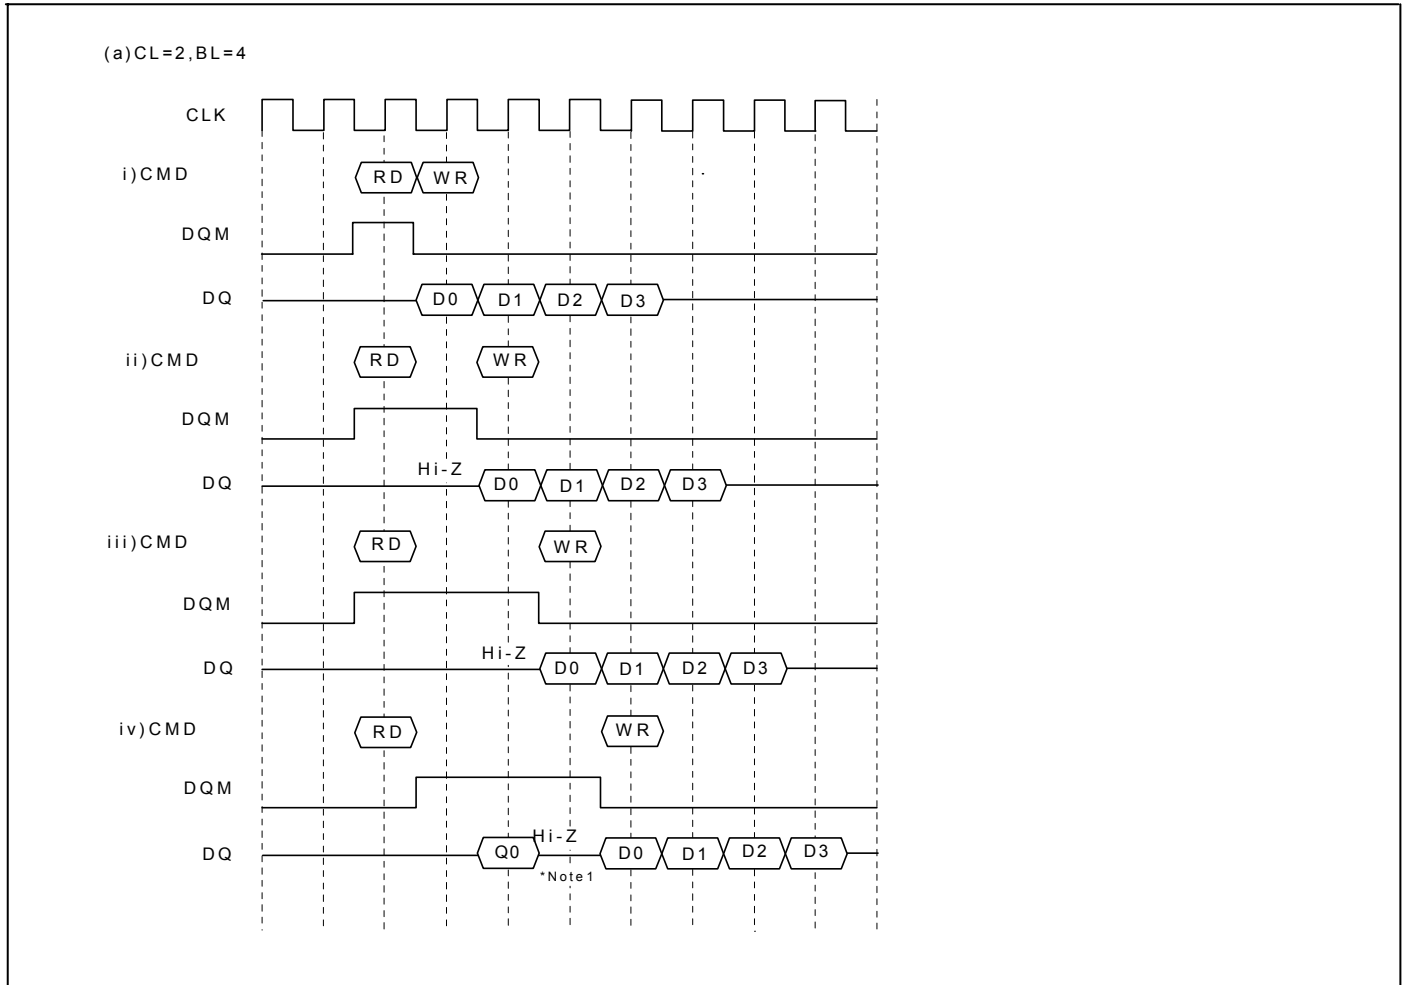 (a)CL=2,BL=4
CLK
i)CMD RD WR
DQM
DQ D0 D1 D2 D3
ii)CMD RD WR
DQM
Hi-Z
DQ D0 D1 D2 D3
iii)CMD RD WR
DQM
Hi-Z
DQ D0 D1 D2 D3
iv)CMD RD WR
DQM
Hi-Z
DQ Q0 D0 D1 D2 D3
*Note1